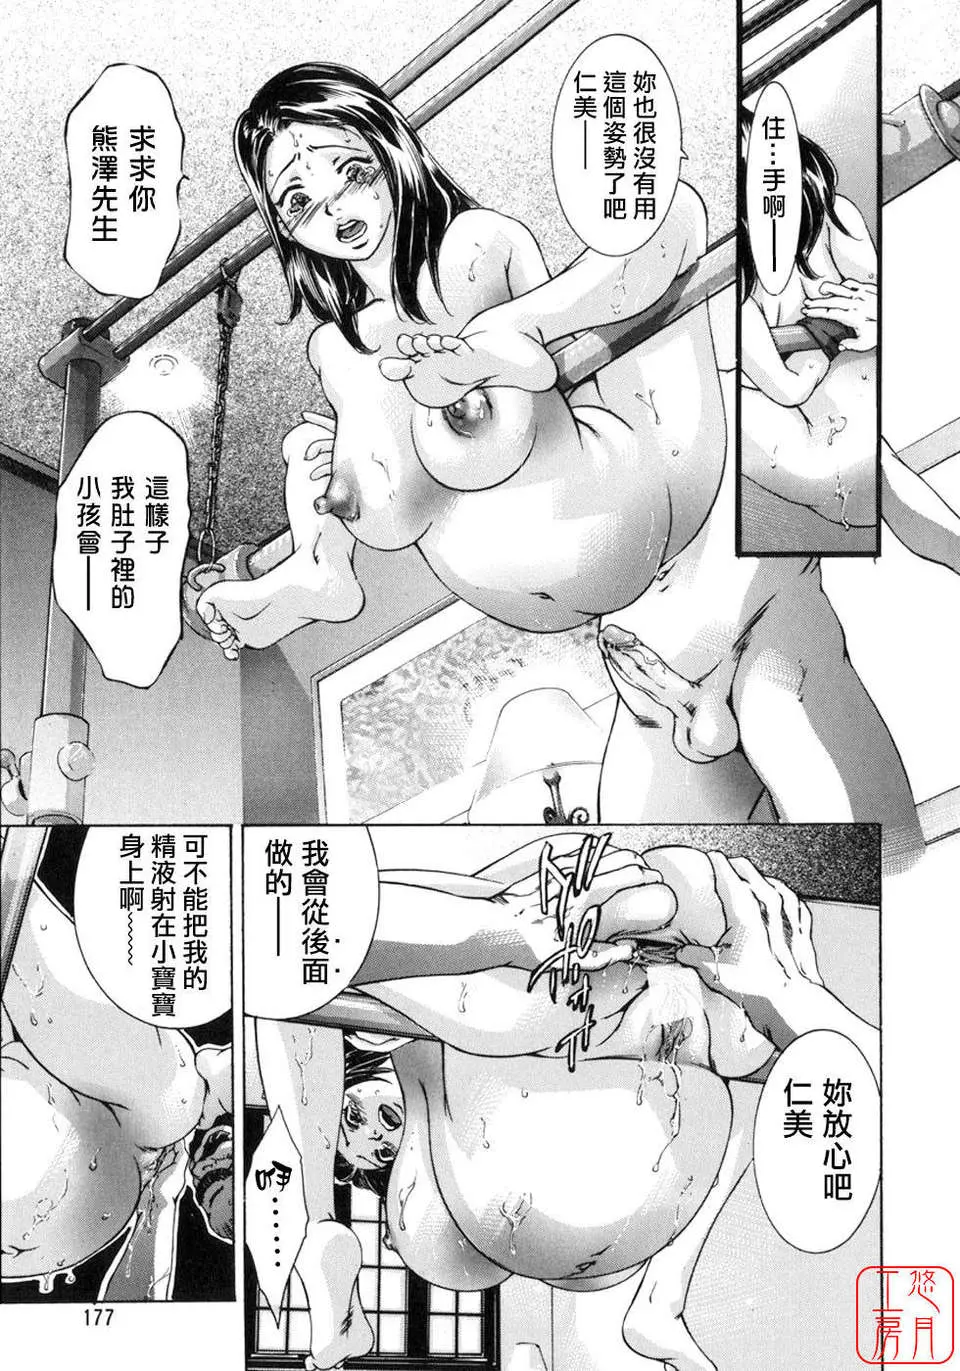 住…手啊——
妳也很沒有用
這個姿勢了吧
仁美——
求求你
熊澤先生
這樣子
我肚子裡的
小孩會——
妳放心吧
仁美
我會從後面
做的——
咿……
可不能把我的
精液射在小寶寶
身上啊~~~~
177
悠月
工房